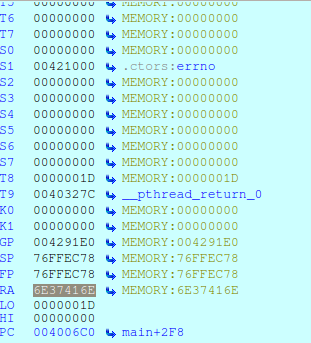 T6 00000000 MEMORY:00000000
T7 00000000 MEMORY:00000000
S0 00000000 MEMORY:00000000
S1 00421000 .ctors:errno
S2 00000000 MEMORY:00000000
S3 00000000 MEMORY:00000000
S4 00000000 MEMORY:00000000
S5 00000000 MEMORY:00000000
S6 00000000 MEMORY:00000000
S7 00000000 MEMORY:00000000
T8 0000001D MEMORY:0000001D
T9 0040327C __pthread_return_0
K0 00000000 MEMORY:00000000
K1 00000000 MEMORY:00000000
GP 004291E0 MEMORY:004291E0
SP 76FFEC78 MEMORY:76FFEC78
FP 76FFEC78 MEMORY:76FFEC78
RA 6E37416E MEMORY:6E37416E
LO 0000001D
HI 00000000
PC 004006C0 main+2F8